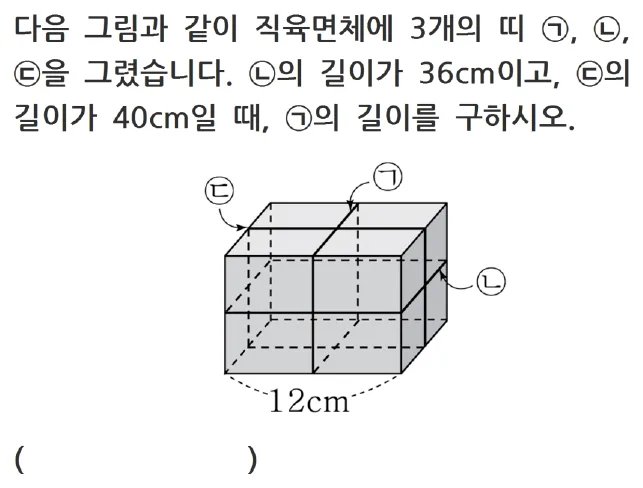 다음 그림과 같이 직육면체에 3개의 띠 ㉠, ㉡,
㉢을 그렸습니다. ㉡의 길이가 36cm이고, ㉢의
길이가 40cm일 때, ㉠의 길이를 구하시오.
㉠
㉢
㉡
12cm
( )